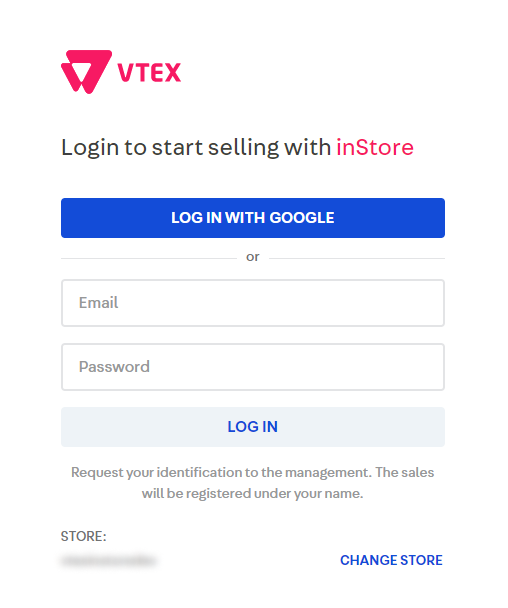 VTEX
Login to start selling with inStore
LOG IN WITH GOOGLE
or
Email
Password
LOG IN
Request your identification to the management. The sales
will be registered under your name.
STORE:
CHANGE STORE